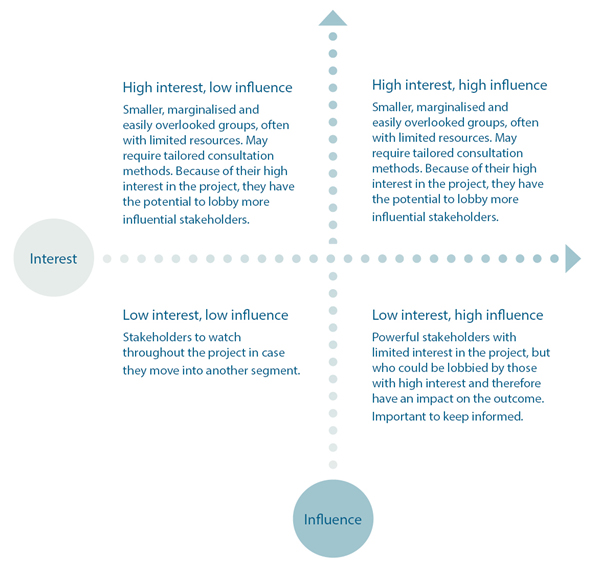 High interest, low influence
Smaller, marginalised and
easily overlooked groups, often
with limited resources. May
require tailored consultation
methods. Because of their high
interest in the project, they have
the potential to lobby more
influential stakeholders.
High interest, high influence
Smaller, marginalised and
easily overlooked groups, often
with limited resources. May
require tailored consultation
methods. Because of their high
interest in the project, they have
the potential to lobby more
influential stakeholders.
Interest
Low interest, low influence
Stakeholders to watch
throughout the project in case
they move into another segment.
Low interest, high influence
Powerful stakeholders with
limited interest in the project, but
who could be lobbied by those
with high interest and therefore
have an impact on the outcome.
Important to keep informed.
Influence